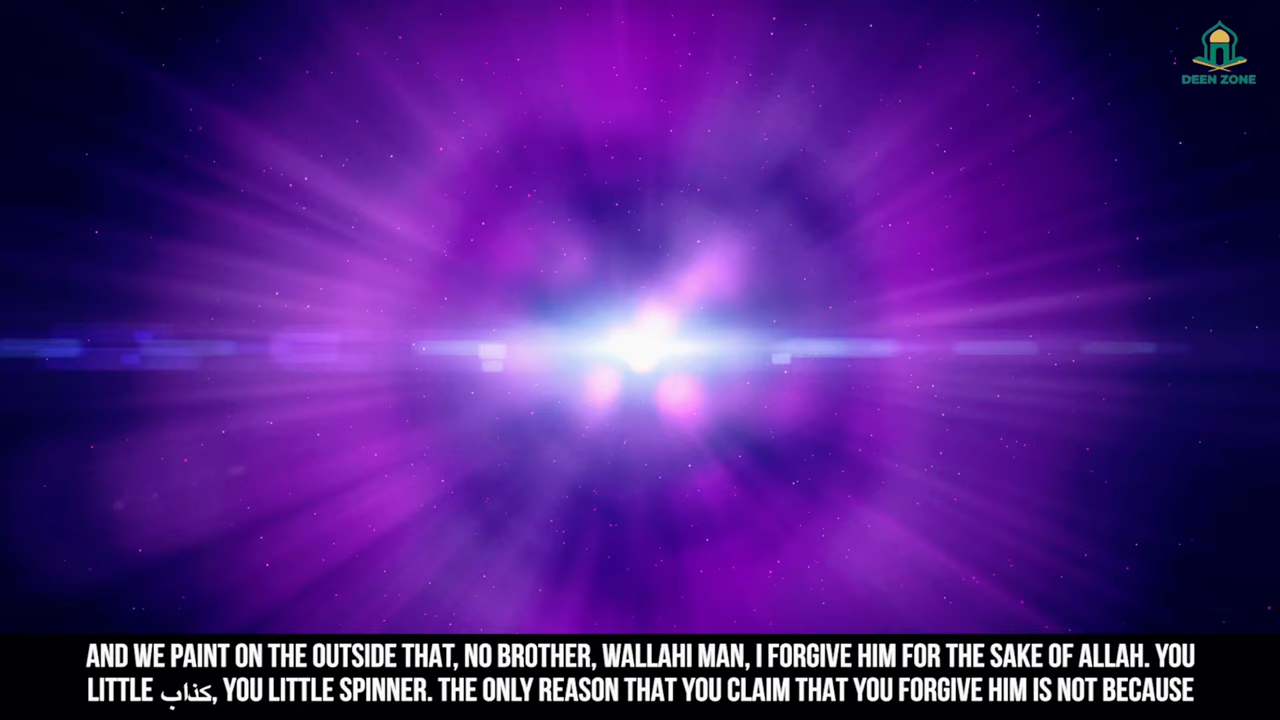 DEEN ZONE
AND WE PAINT ON THE OUTSIDE THAT, NO BROTHER, WALLAHI MAN, I FORGIVE HIM FOR THE SAKE OF ALLAH. YOU
LITTLE كذاب, YOU LITTLE SPINNER. THE ONLY REASON THAT YOU CLAIM THAT YOU FORGIVE HIM IS NOT BECAUSE